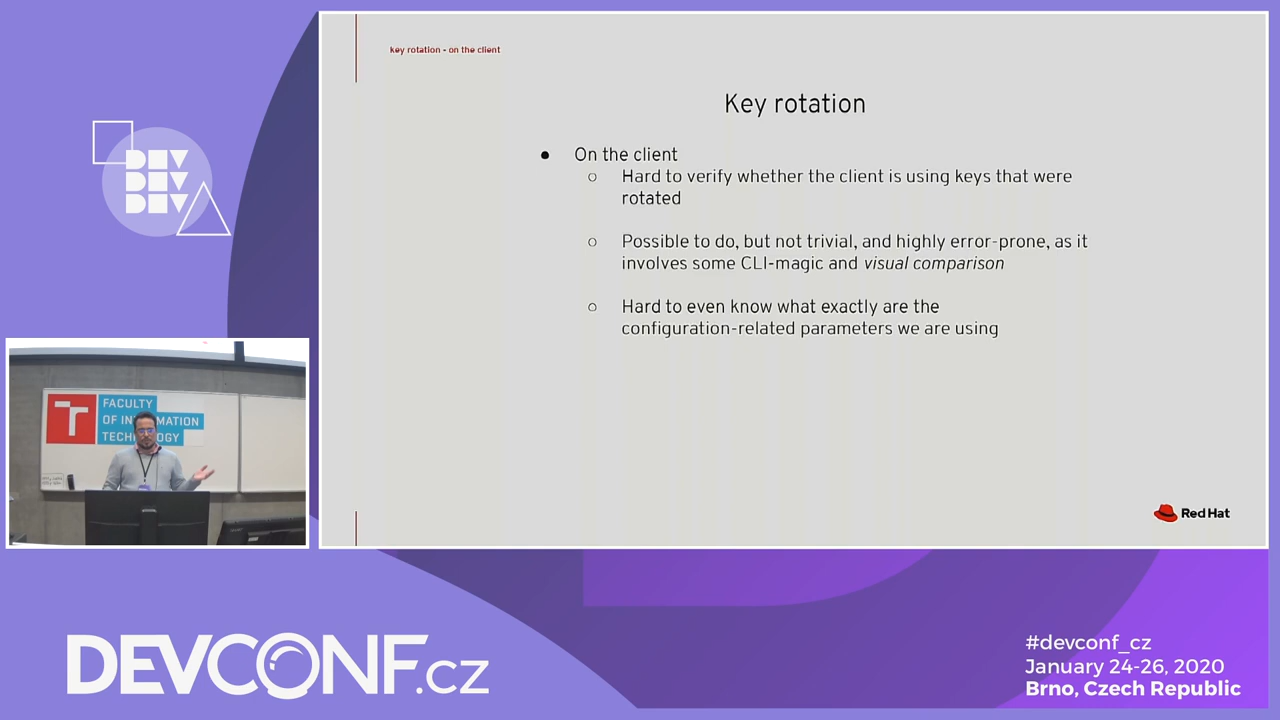 key rotation - on the client
Key rotation
● On the client
○ Hard to verify whether the client is using keys that were
rotated
○ Possible to do, but not trivial, and highly error-prone, as it
involves some CLI-magic and visual comparison
○ Hard to even know what exactly are the
configuration-related parameters we are using
Red Hat
DEV
DEV
DEV
T
FACULTY
OF INFORMATION
TECHNOLOGY
DEVCONF.cz
#devconf_cz
January 24-26, 2020
Brno, Czech Republic